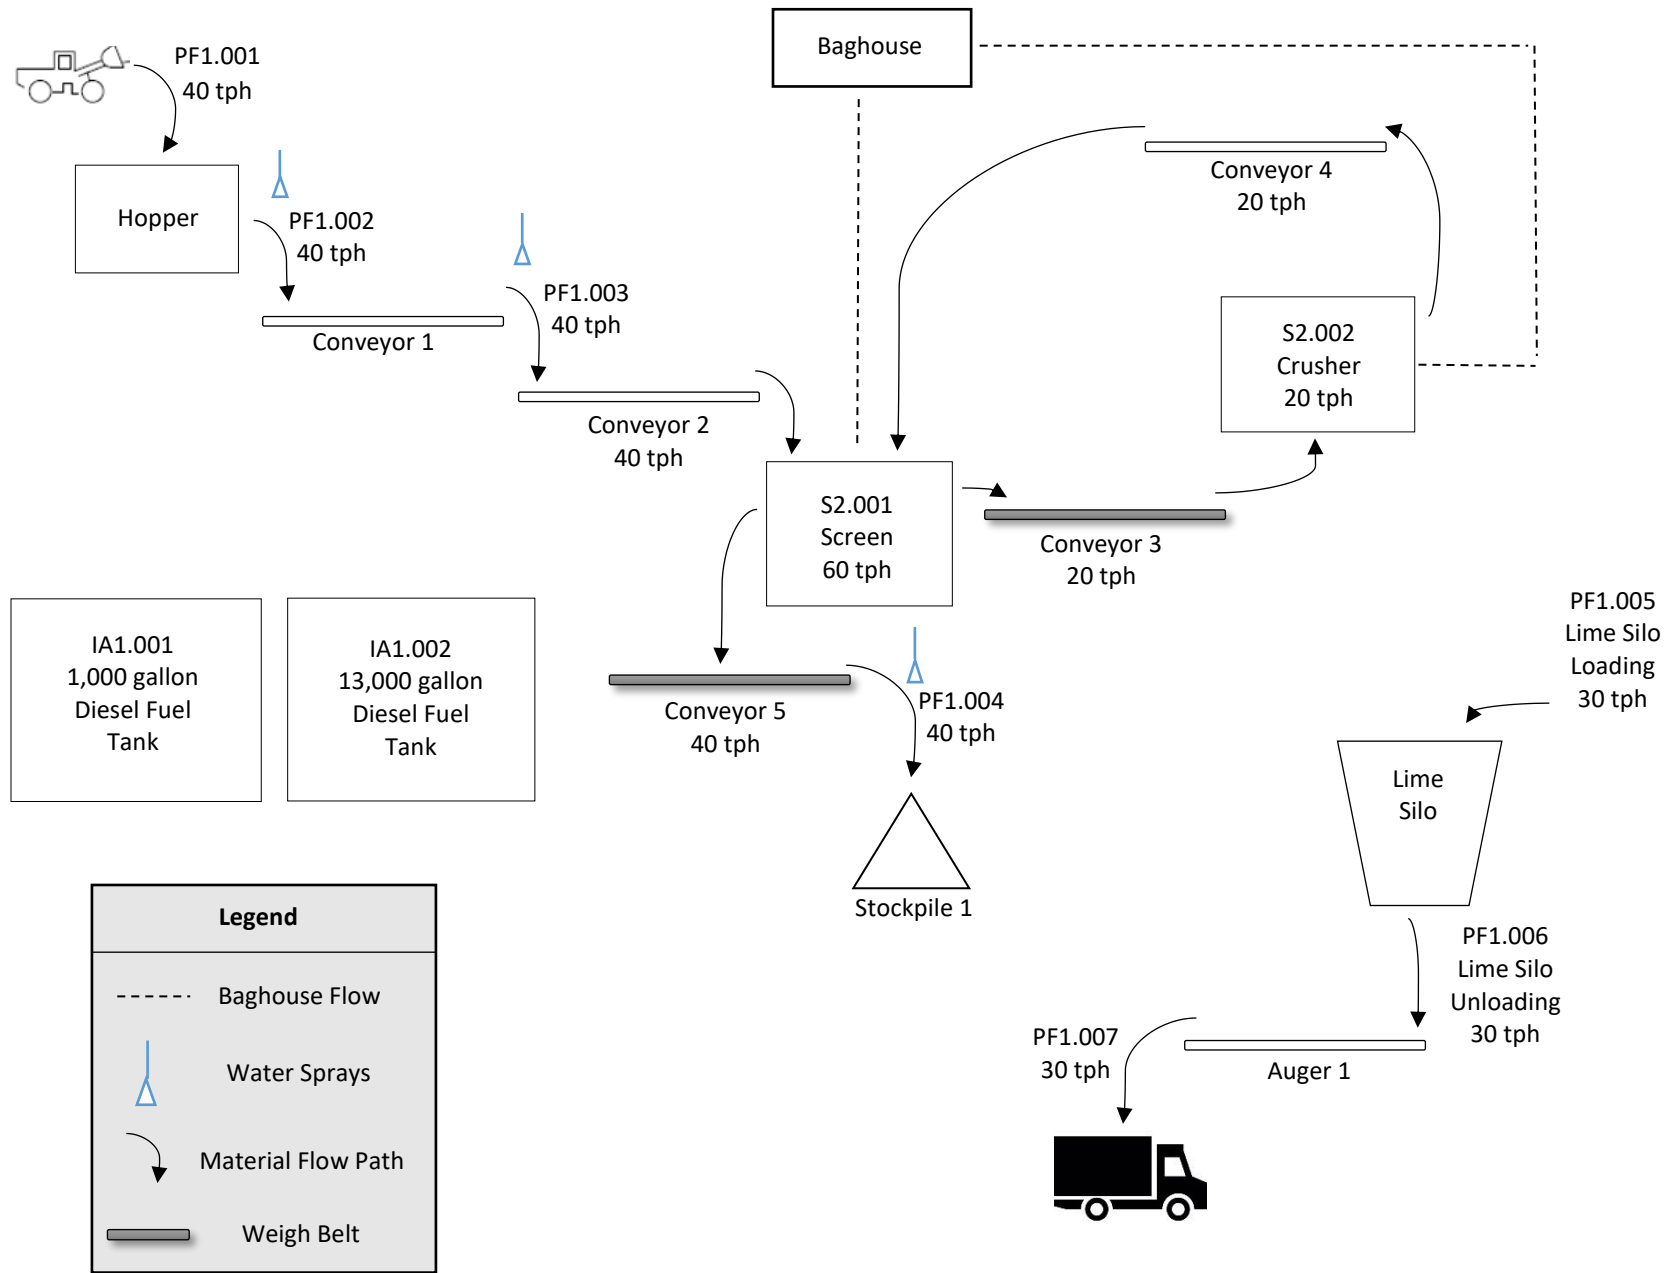 Baghouse
PF1.001
40 tph
Hopper
PF1.002
40 tph
Conveyor 1
PF1.003
40 tph
Conveyor 2
40 tph
Conveyor 4
20 tph
S2.002
Crusher
20 tph
S2.001
Screen
60 tph
Conveyor 3
20 tph
Conveyor 5
40 tph
PF1.004
40 tph
Stockpile 1
IA1.001
1,000 gallon
Diesel Fuel
Tank
IA1.002
13,000 gallon
Diesel Fuel
Tank
PF1.005
Lime Silo
Loading
30 tph
Lime
Silo
PF1.006
Lime Silo
Unloading
30 tph
Auger 1
PF1.007
30 tph
Legend
Baghouse Flow
Water Sprays
Material Flow Path
Weigh Belt